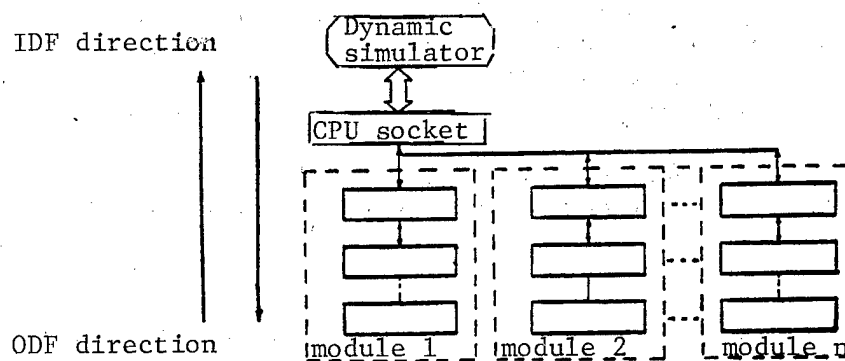 IDF direction
Dynamic
simulator
CPU socket
ODF direction
module 1
module 2
module n